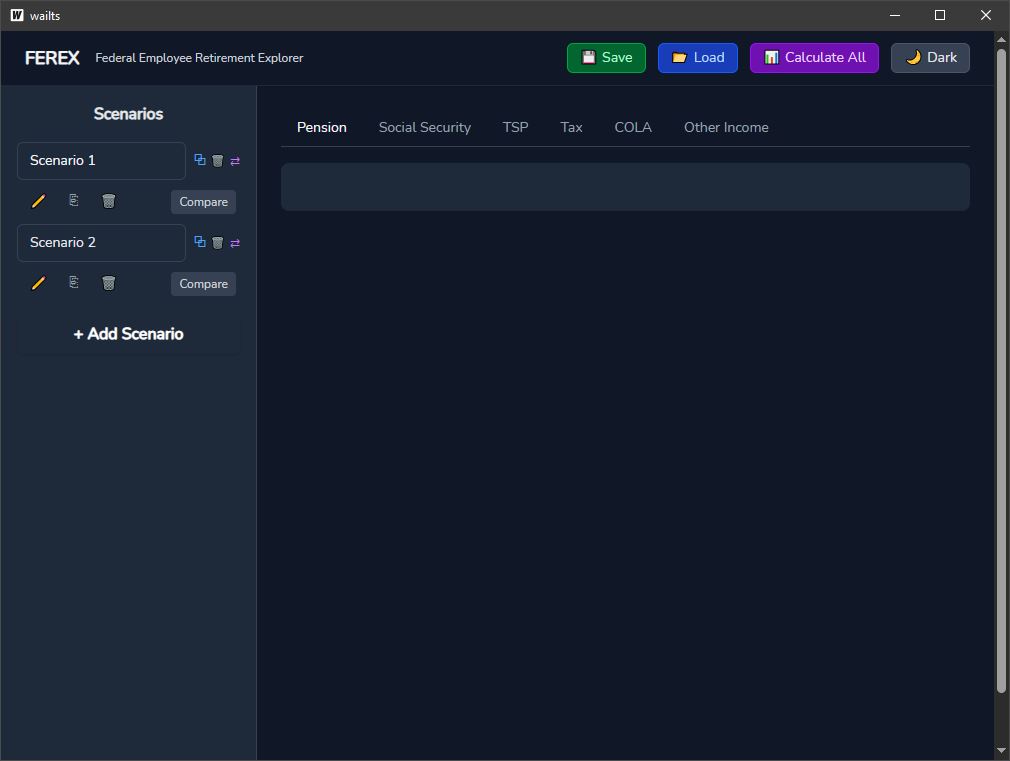 W wailts
FEREX Federal Employee Retirement Explorer Save Load Calculate All Dark
Scenarios
Pension Social Security TSP Tax COLA Other Income
Scenario 1
Compare
Scenario 2
Compare
+ Add Scenario